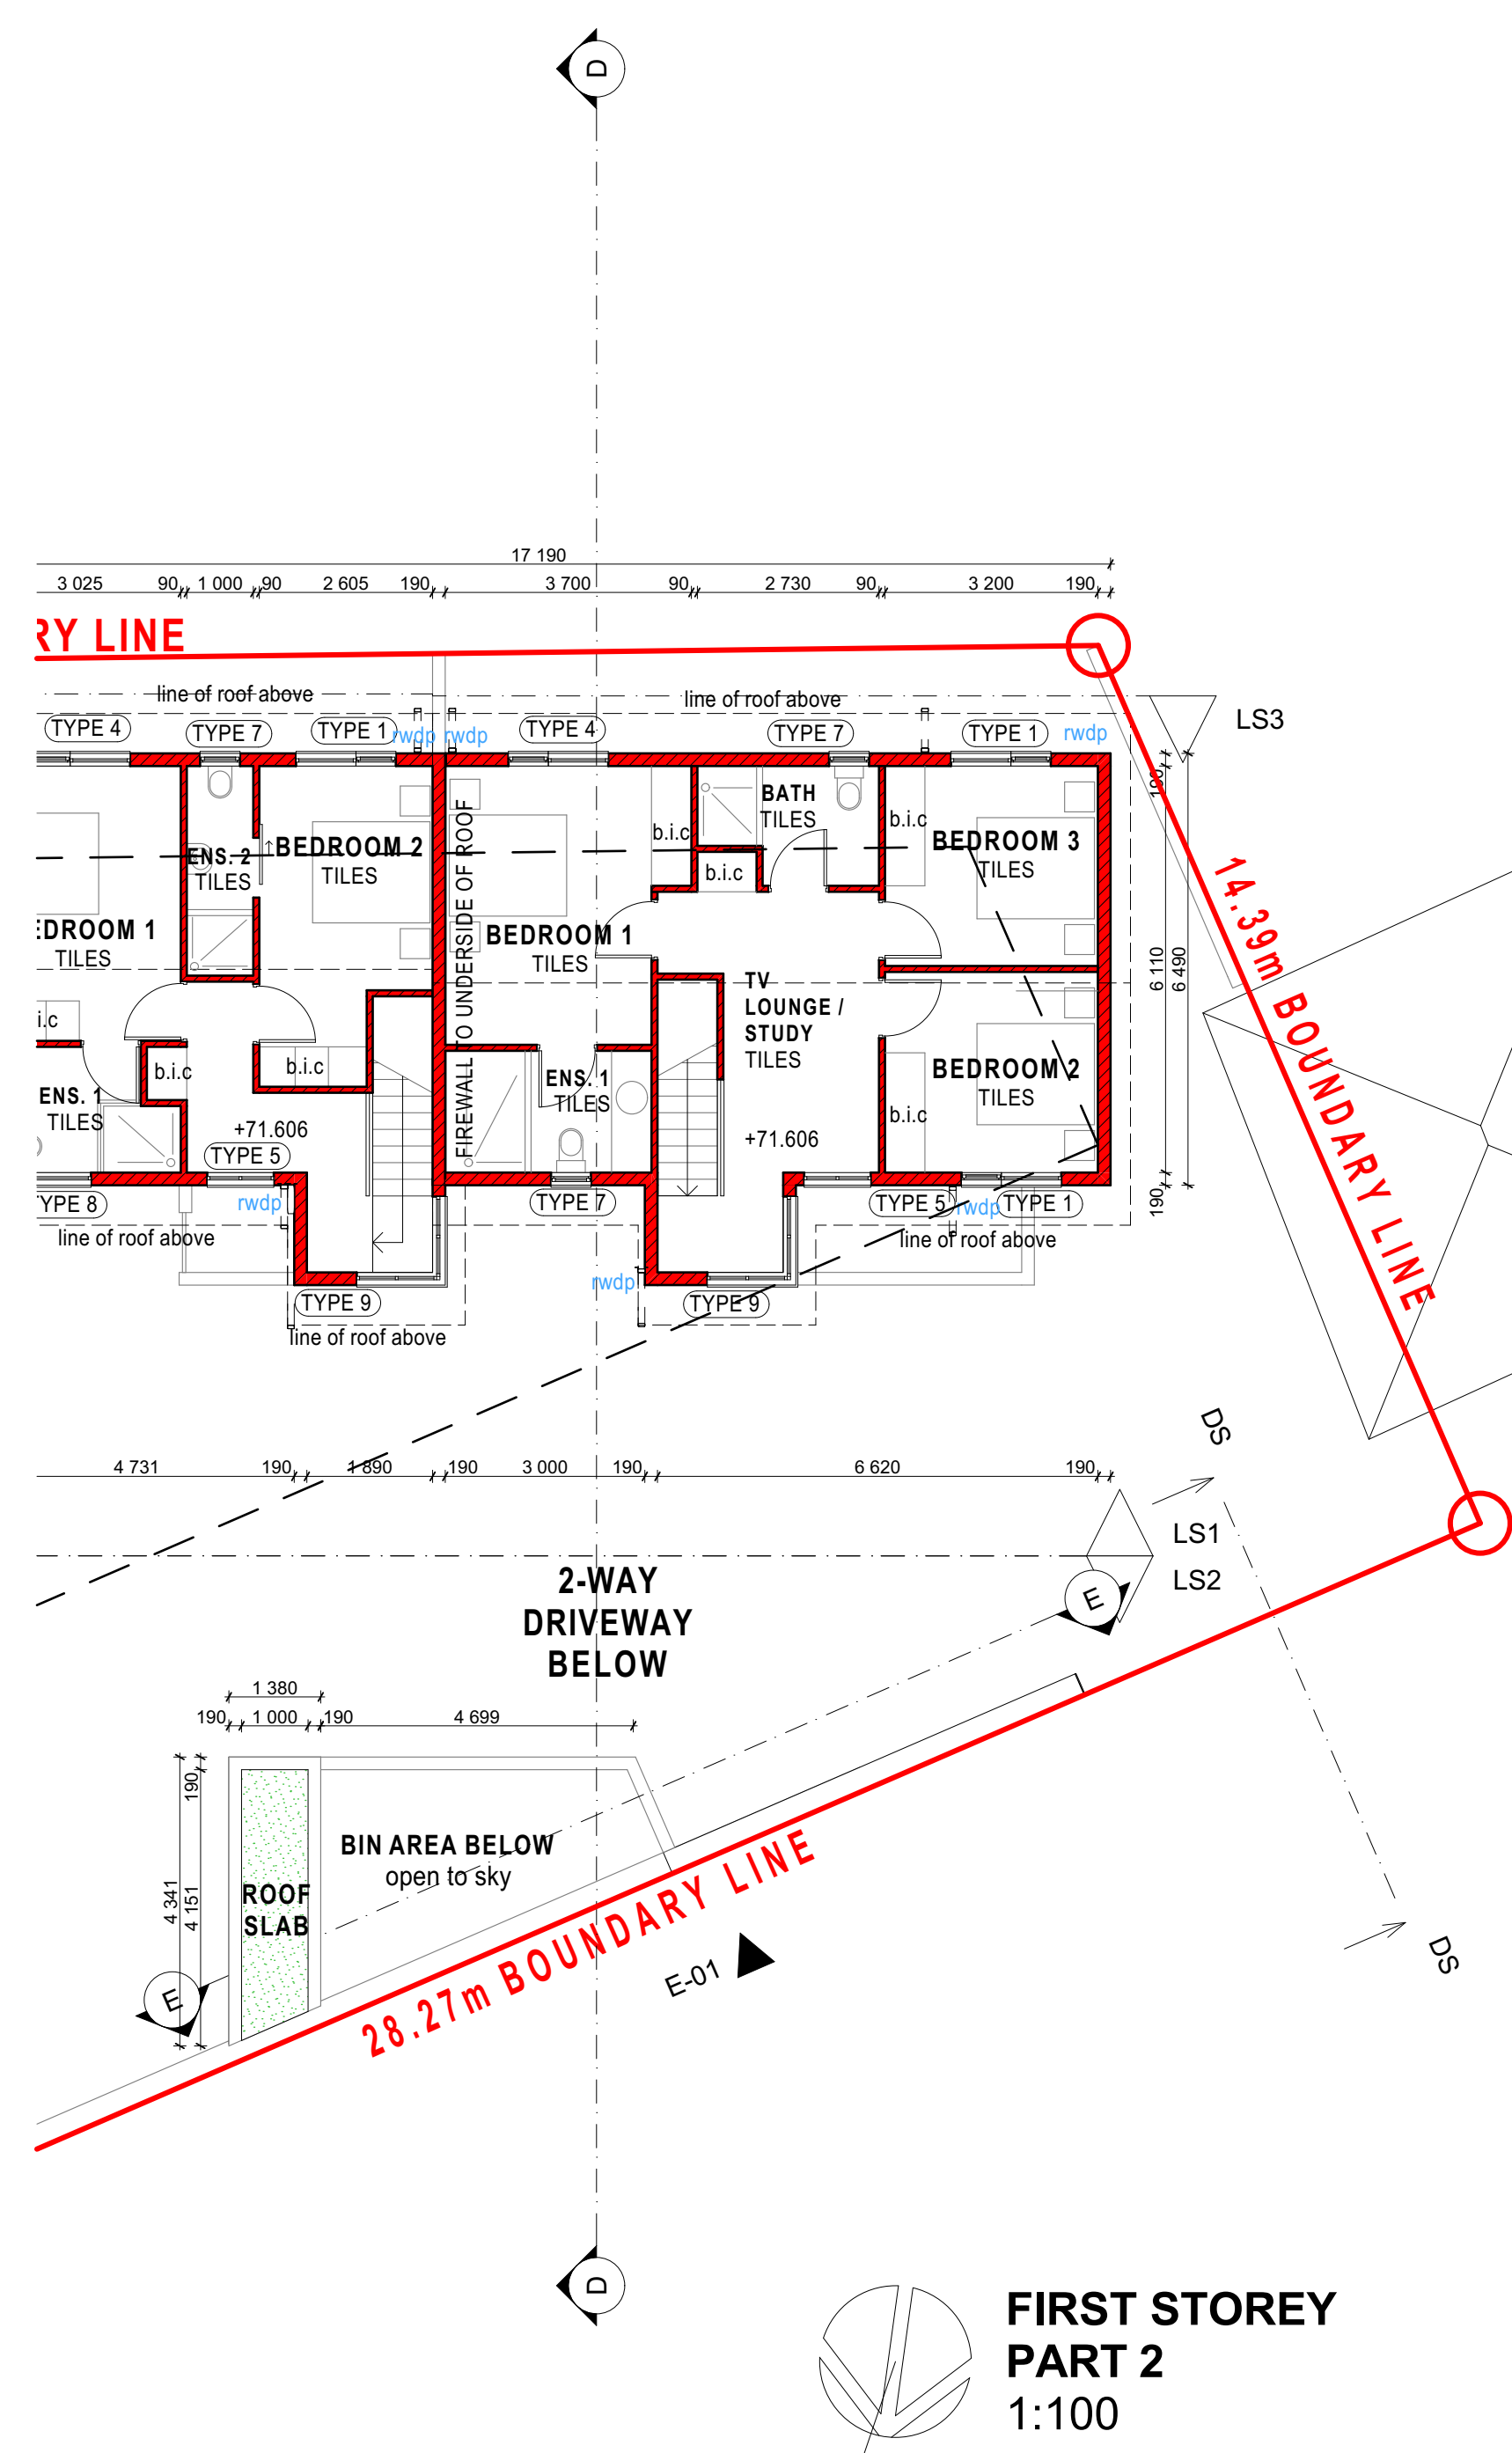 D
17 190
3 025 90 1 000 90 2 605 190 3 700 90 2 730 90 3 200 190
RY LINE
line of roof above
line of roof above
LS3
TYPE 4
TYPE 7
TYPE 1
rwdp
rwdp
TYPE 4
TYPE 7
TYPE 1
rwdp
190
6 110
6 490
190
ENS. 2
TILES
BEDROOM 2
TILES
EDROOM 1
TILES
i.c
b.i.c
b.i.c
ENS. 1
TILES
+71.606
TYPE 5
YPE 8
rwdp
line of roof above
TYPE 9
line of roof above
FIREWALL TO UNDERSIDE OF ROOF
BEDROOM 1
TILES
b.i.c
BATH
TILES
b.i.c
b.i.c
BEDROOM 3
TILES
TV
LOUNGE /
STUDY
TILES
BEDROOM 2
TILES
b.i.c
ENS. 1
TILES
+71.606
TYPE 7
TYPE 5
rwdp
TYPE 1
line of roof above
rwdp
TYPE 9
14.39m BOUNDARY LINE
DS
4 731 190 1 890 190 3 000 190 6 620 190
LS1
LS2
E
2-WAY
DRIVEWAY
BELOW
1 380
190 1 000 190 4 699
190
4 341
4 151
BIN AREA BELOW
open to sky
ROOF
SLAB
E
28.27m BOUNDARY LINE
E-01
DS
D
FIRST STOREY
PART 2
1:100